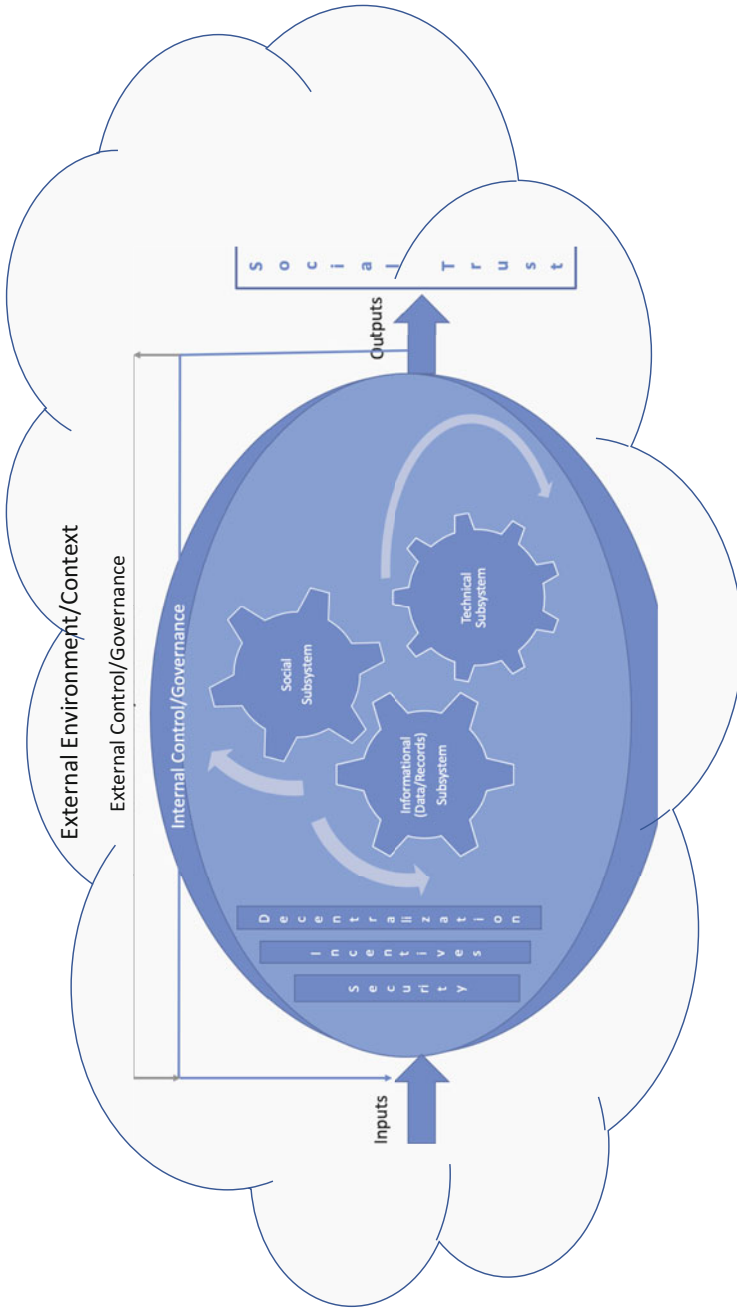 External Environment/Context
External Control/Governance
Internal Control/Governance
Inputs
Security
Incentives
Decentralization
Informational
(Data/Records)
Subsystem
Social
Subsystem
Technical
Subsystem
Outputs
Social Trust